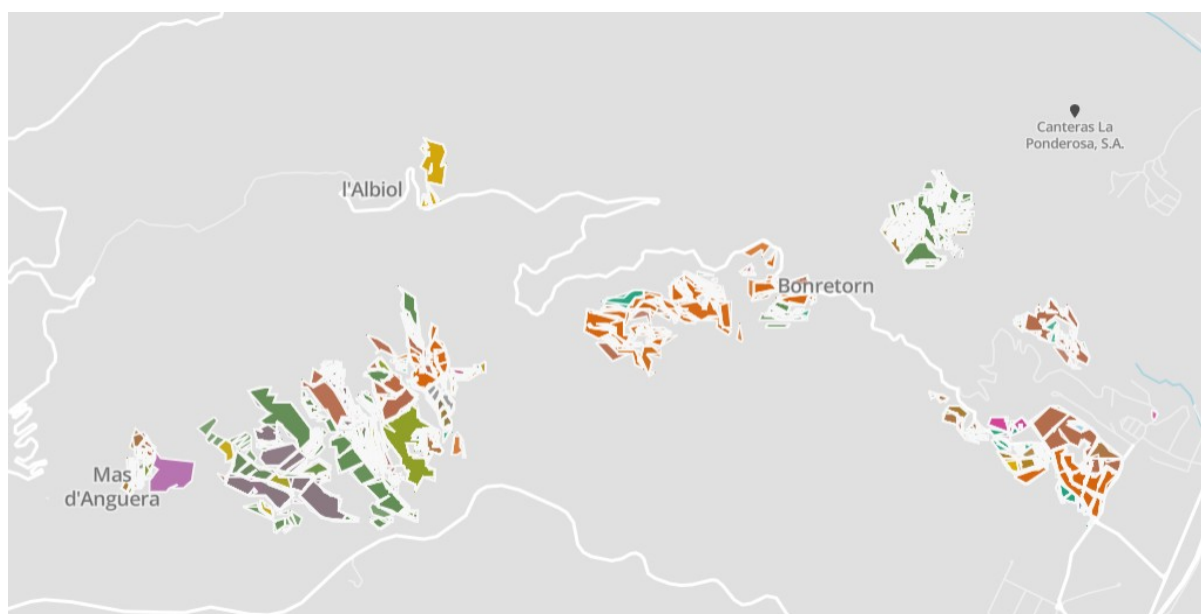 Canteras La
Ponderosa, S.A.
l'Albiol
Bonretorn
Mas
d'Anguera